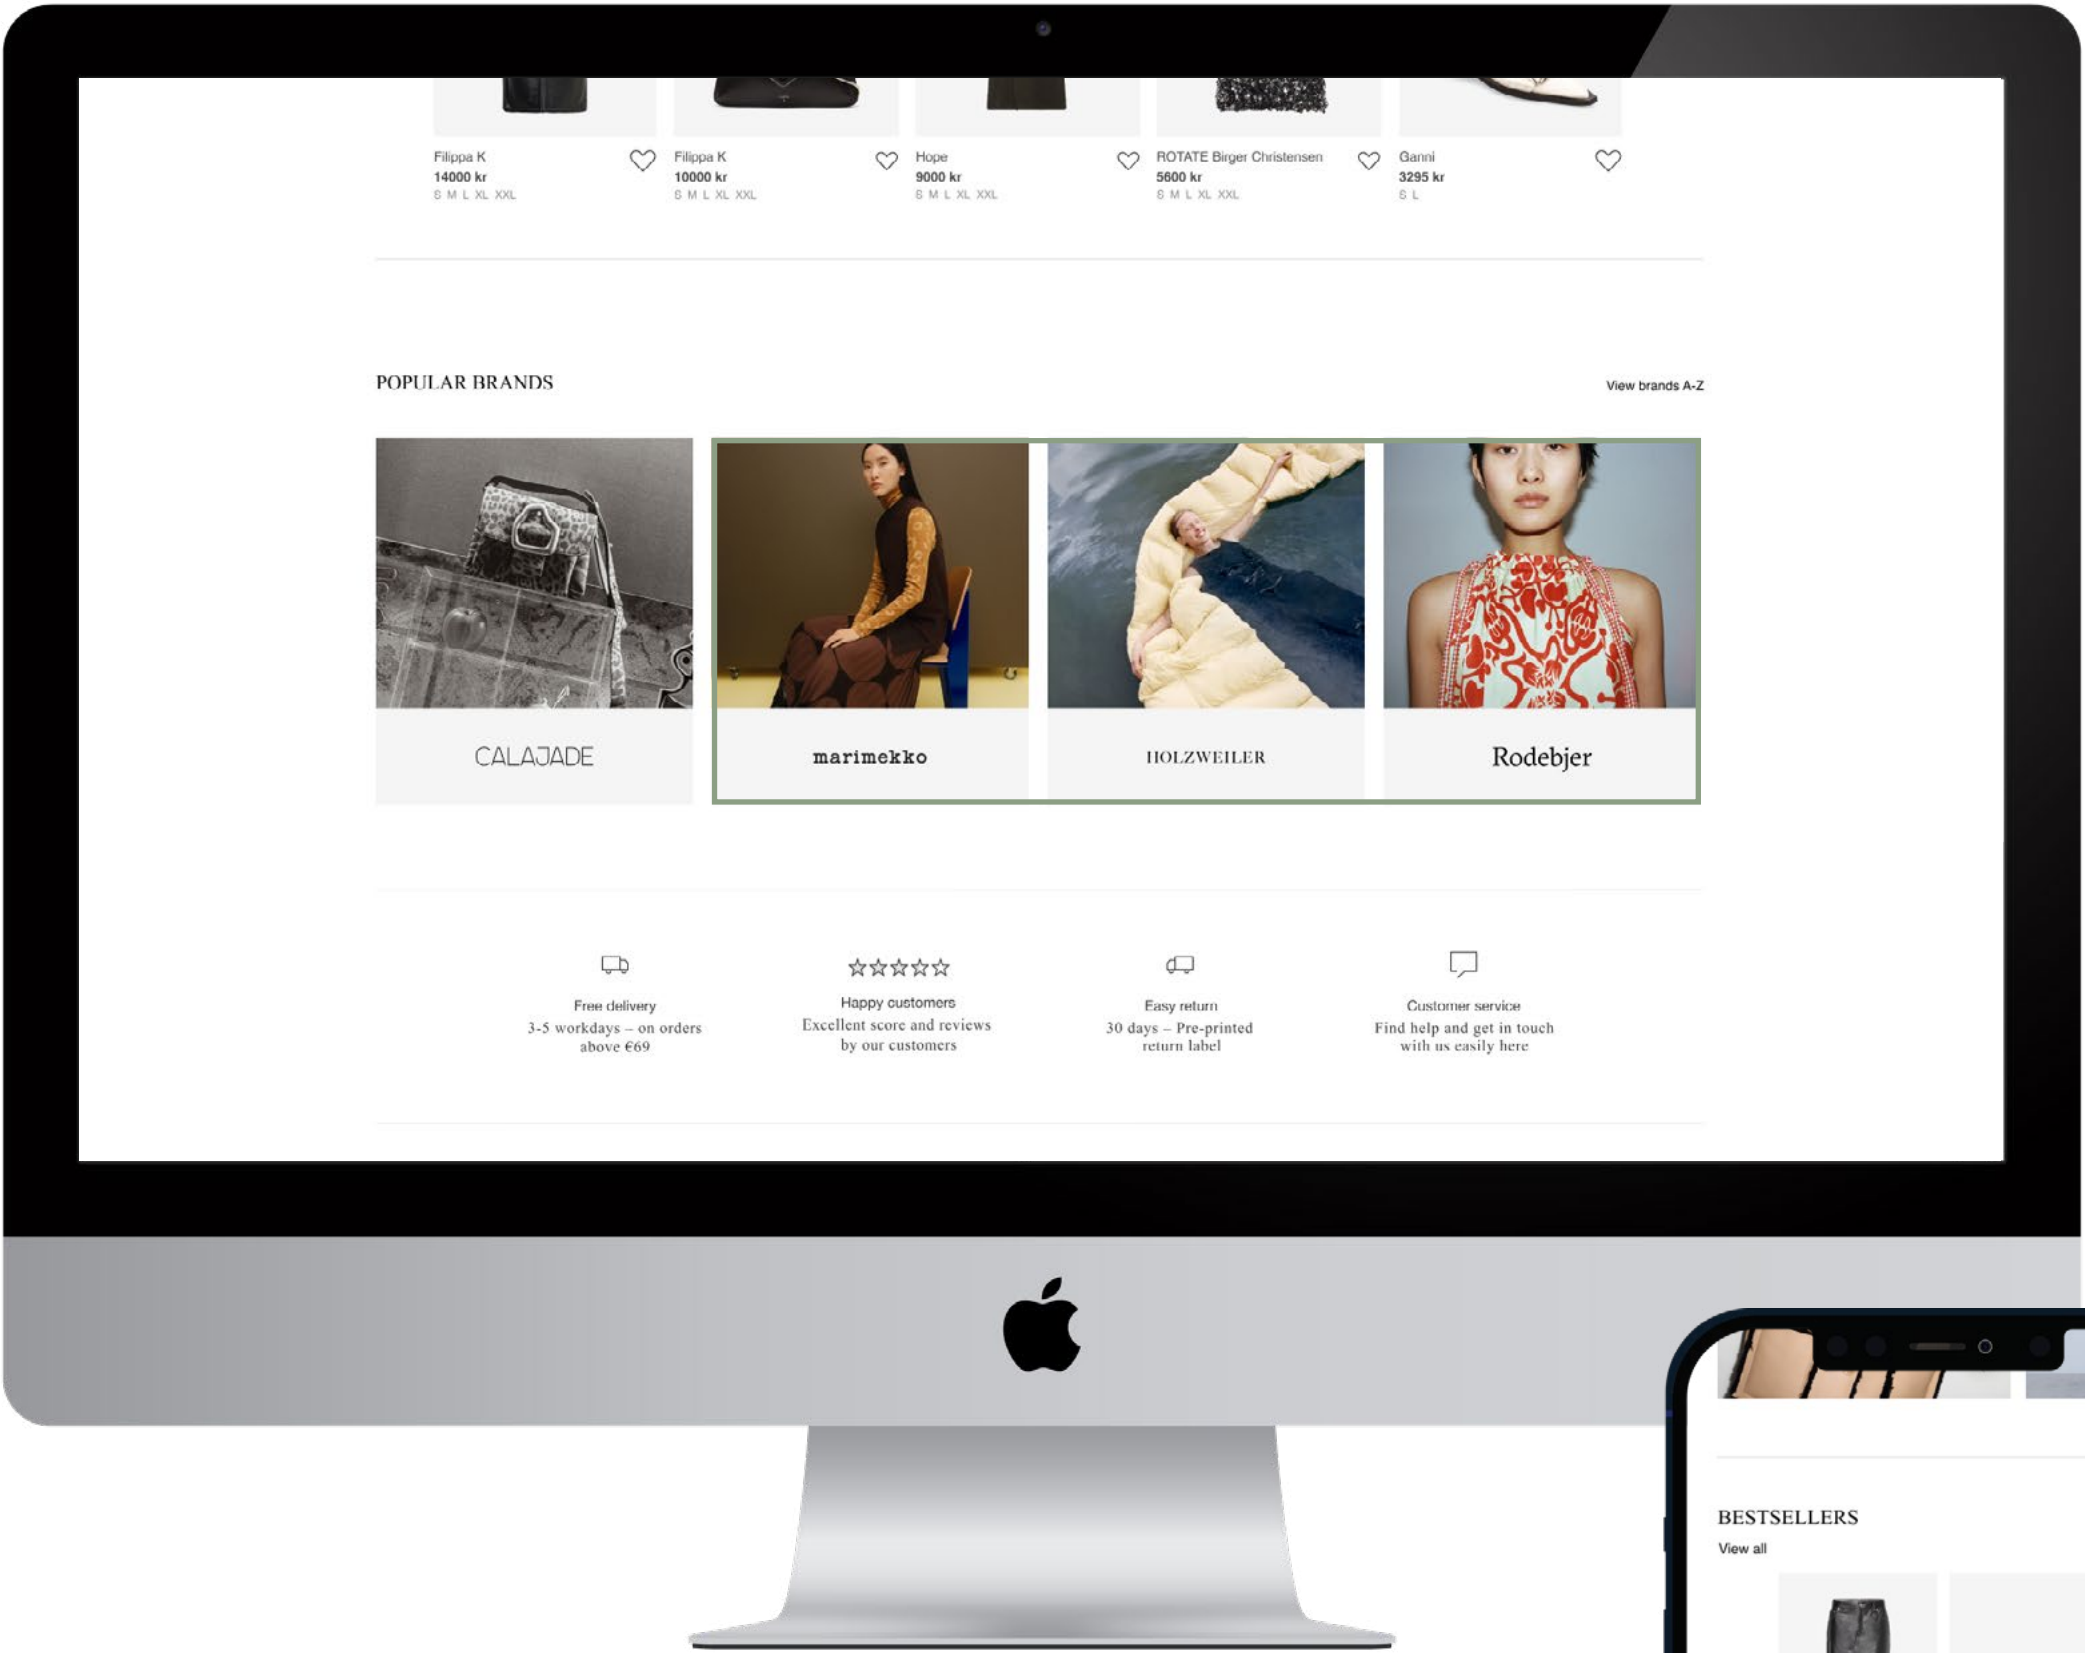 Filippa K
14000 kr
S M L XL XXL
Filippa K
10000 kr
S M L XL XXL
Hope
9000 kr
S M L XL XXL
ROTATE Birger Christensen
5600 kr
S M L XL XXL
Ganni
3295 kr
S L
POPULAR BRANDS
View brands A-Z
CALAJADE
marimekko
HOLZWEILER
Rodebjer
Free delivery
3-5 workdays – on orders
above €69
Happy customers
Excellent score and reviews
by our customers
Easy return
30 days – Pre-printed
return label
Customer service
Find help and get in touch
with us easily here
BESTSELLERS
View all